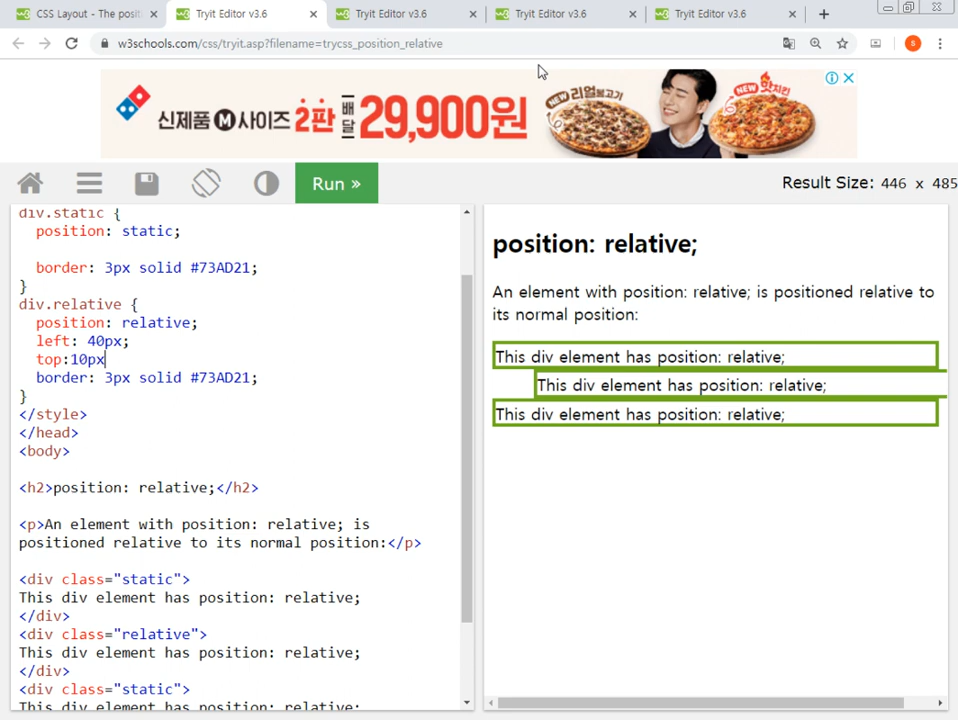 CSS Layout - The posit
Tryit Editor v3.6
Tryit Editor v3.6
Tryit Editor v3.6
Tryit Editor v3.6
w3schools.com/css/tryit.asp?filename=trycss_position_relative
신제품 M 사이즈 2판 배달 29,900원
NEW 리얼불고기
NEW 핫치킨
Run »
Result Size: 446 x 485
div.static {
position: static;
border: 3px solid #73AD21;
}
div.relative {
position: relative;
left: 40px;
top:10px
border: 3px solid #73AD21;
}
</style>
</head>
<body>
<h2>position: relative;</h2>
<p>An element with position: relative; is
positioned relative to its normal position:</p>
<div class="static">
This div element has position: relative;
</div>
<div class="relative">
This div element has position: relative;
</div>
<div class="static">
This div element has position: relative;
position: relative;
An element with position: relative; is positioned relative to
its normal position:
This div element has position: relative;
This div element has position: relative;
This div element has position: relative;